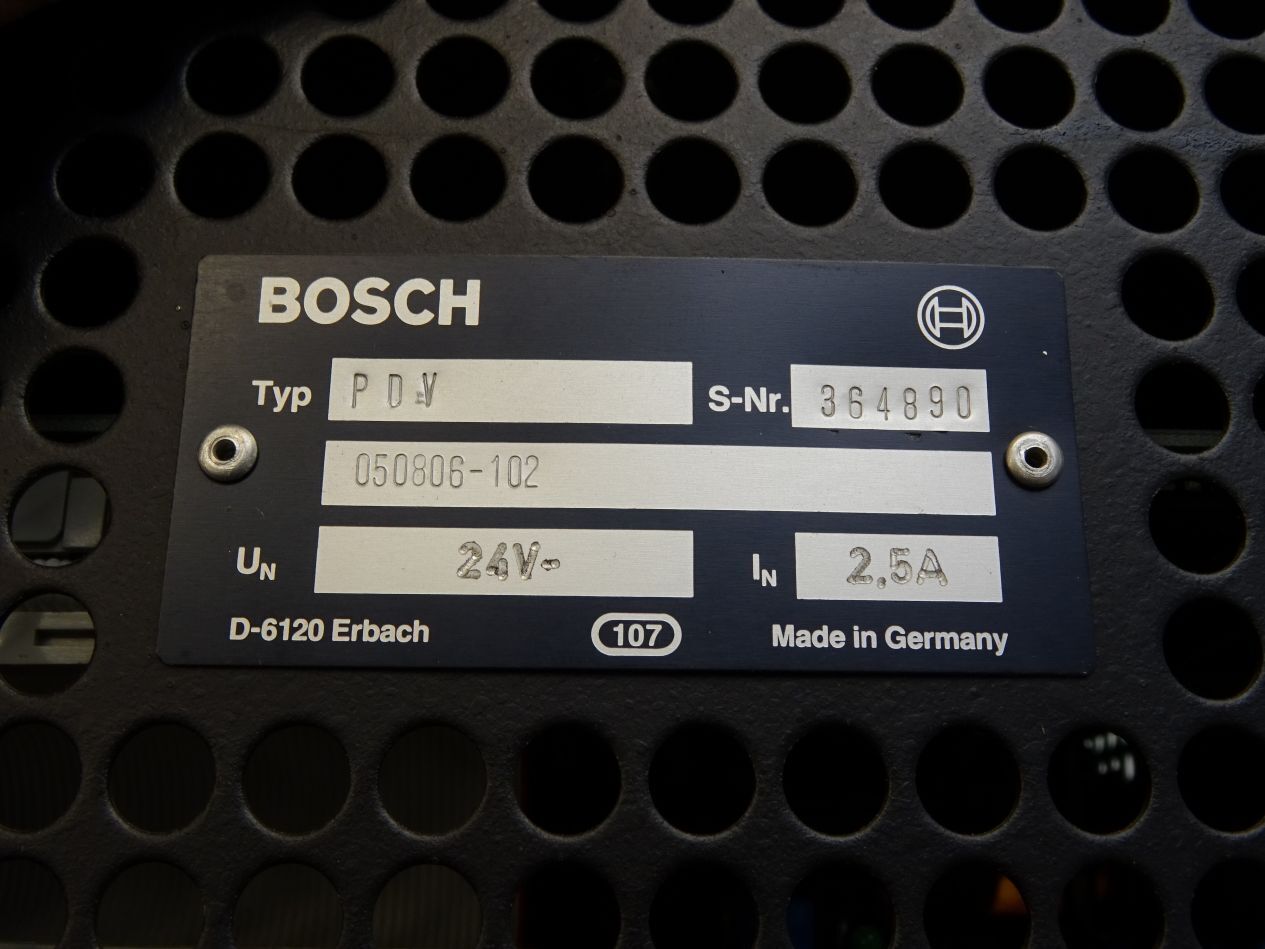 BOSCH
Typ PDV S-Nr. 364890
050806-102
UN 24V- IN 2,5A
D-6120 Erbach 107 Made in Germany